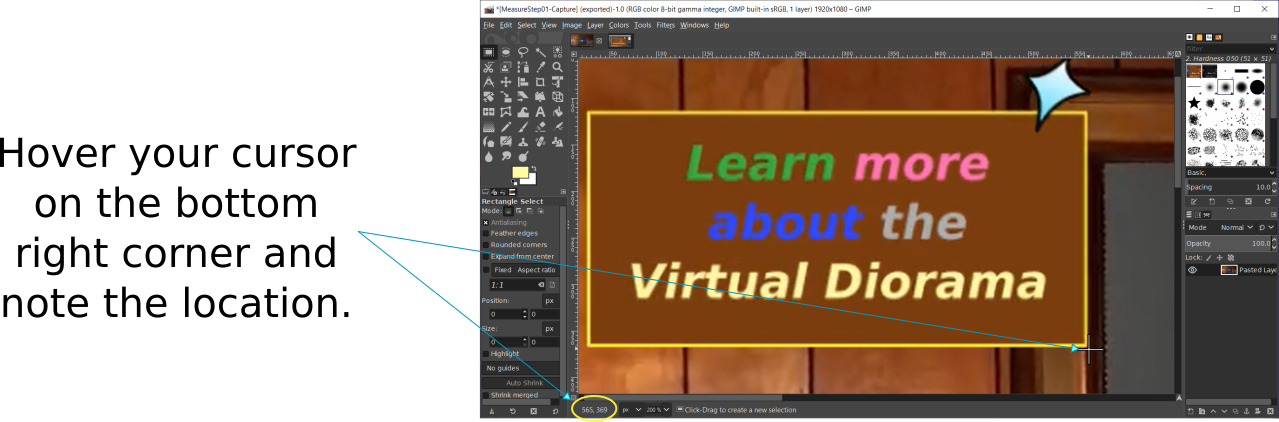 Hover your cursor
on the bottom
right corner and
note the location.
*[MeasureStep01-Capture] (exported)-1.0 (RGB color 8-bit gamma integer, GIMP built-in sRGB, 1 layer) 1920x1080 – GIMP
File Edit Select View Image Layer Colors Tools Filters Windows Help
Learn more
about the
Virtual Diorama
Rectangle Select
Mode:
Antialiasing
Feather edges
Rounded corners
Expand from center
Fixed Aspect ratio
1:1
Position: px
0 0
Size: px
0 0
Highlight
No guides
Auto Shrink
Shrink merged
565, 369 px 200 % Click-Drag to create a new selection
filter
2. Hardness 050 (51 × 51)
Basic,
Spacing 10.0
Mode Normal
Opacity 100.0
Lock:
Pasted Laye